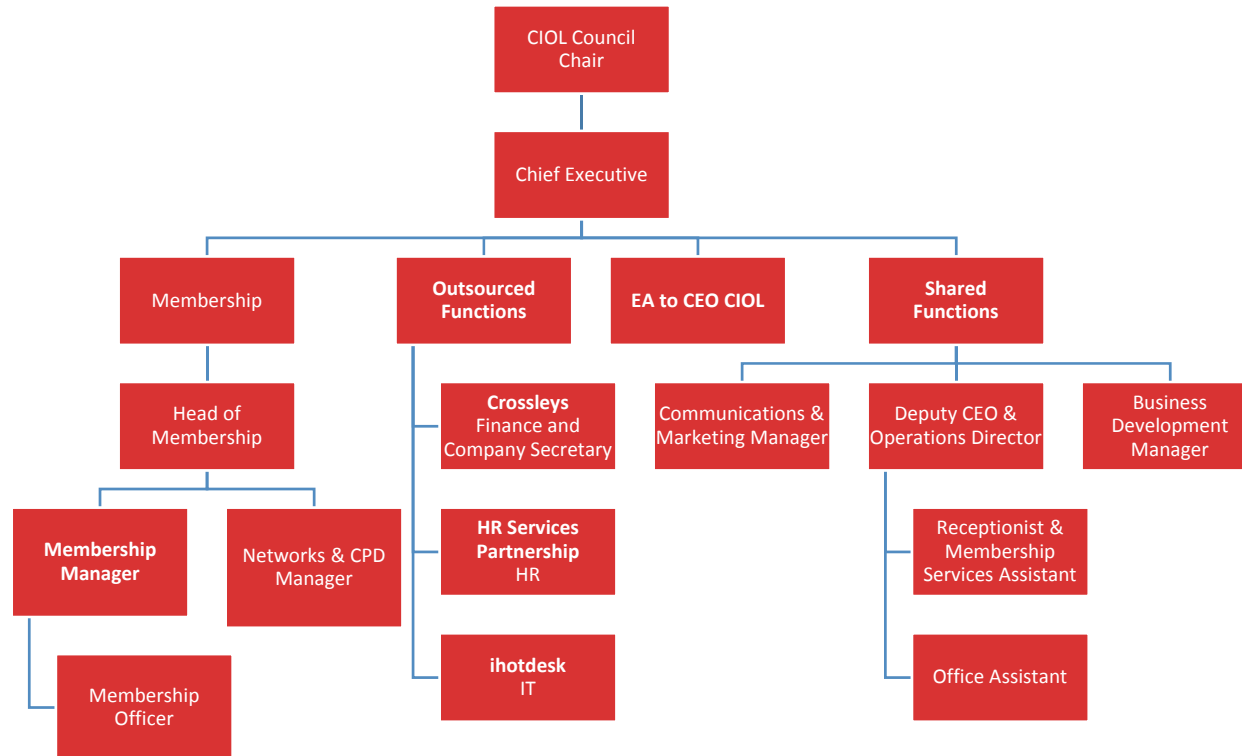 CIOL Council
Chair
Chief Executive
Membership
Outsourced
Functions
EA to CEO CIOL
Shared
Functions
Head of
Membership
Crossleys
Finance and
Company Secretary
Communications &
Marketing Manager
Deputy CEO &
Operations Director
Business
Development
Manager
Membership
Manager
Networks & CPD
Manager
HR Services
Partnership
HR
Receptionist &
Membership
Services Assistant
Membership
Officer
ihotdesk
IT
Office Assistant